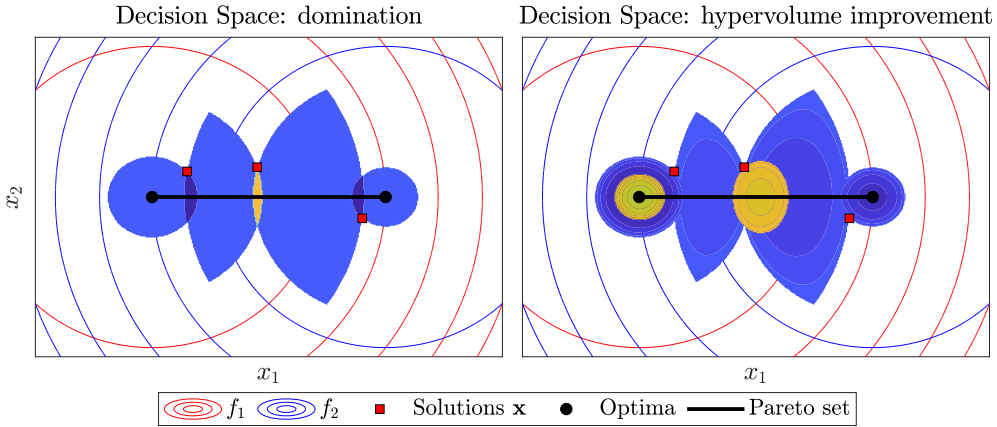 Decision Space: domination
Decision Space: hypervolume improvement
x₂
x₁
x₁
f₁ f₂ Solutions x Optima Pareto set